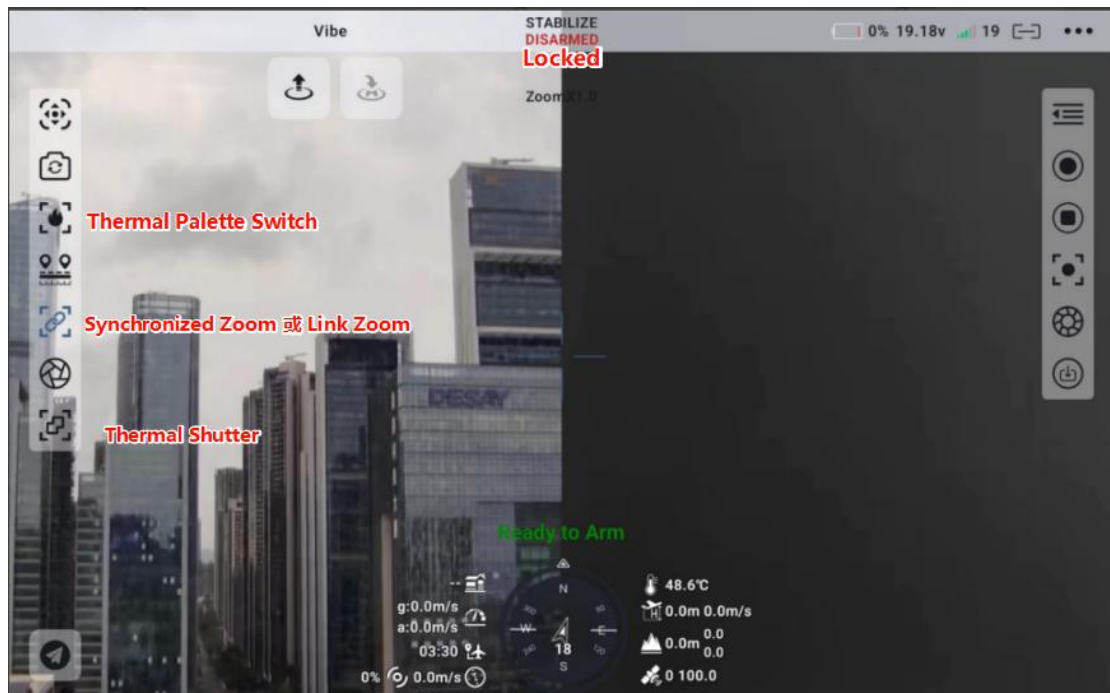 Vibe
STABILIZE
DISARMED
Locked
0% 19.18v 19
ZoomX1.0
Thermal Palette Switch
Synchronized Zoom 或 Link Zoom
Thermal Shutter
DESAY
Ready to Arm
N
W
E
S
18
--
g:0.0m/s
a:0.0m/s
03:30
0% 0.0m/s
48.6℃
H 0.0m 0.0m/s
0.0m 0.0
0.0
0 100.0